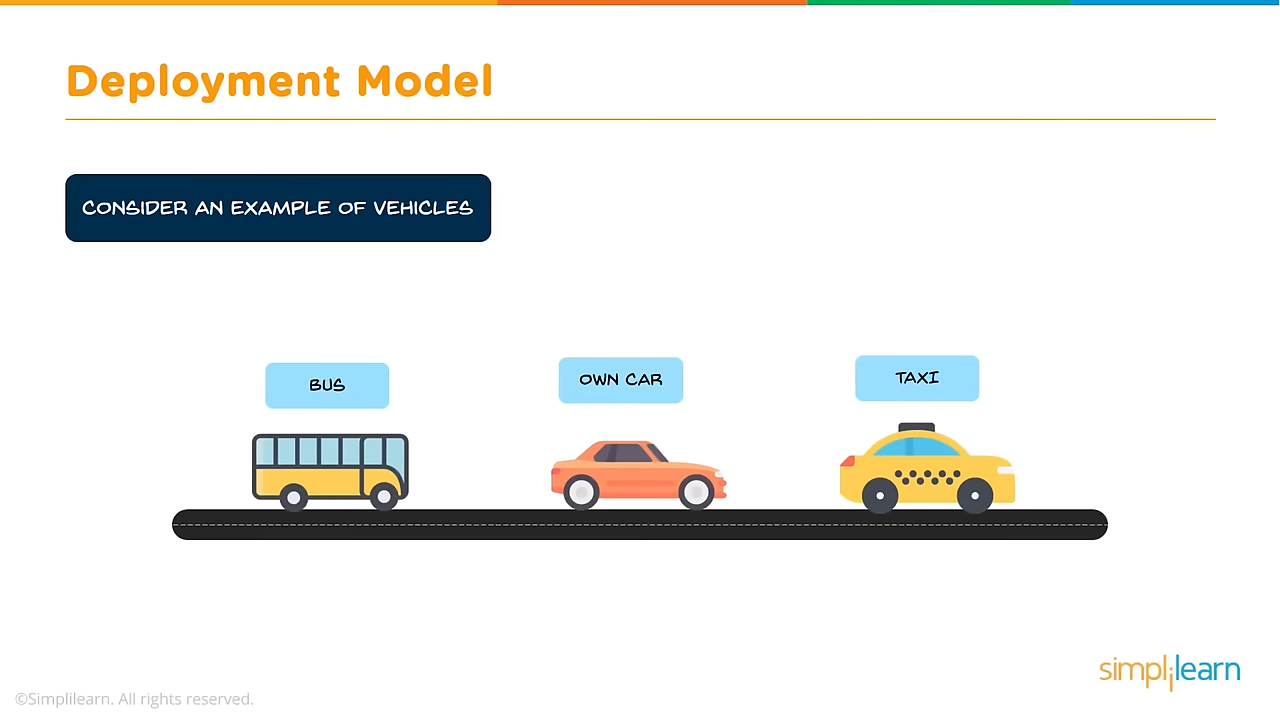 Deployment Model
CONSIDER AN EXAMPLE OF VEHICLES
BUS
OWN CAR
TAXI
simplilearn
©Simplilearn. All rights reserved.